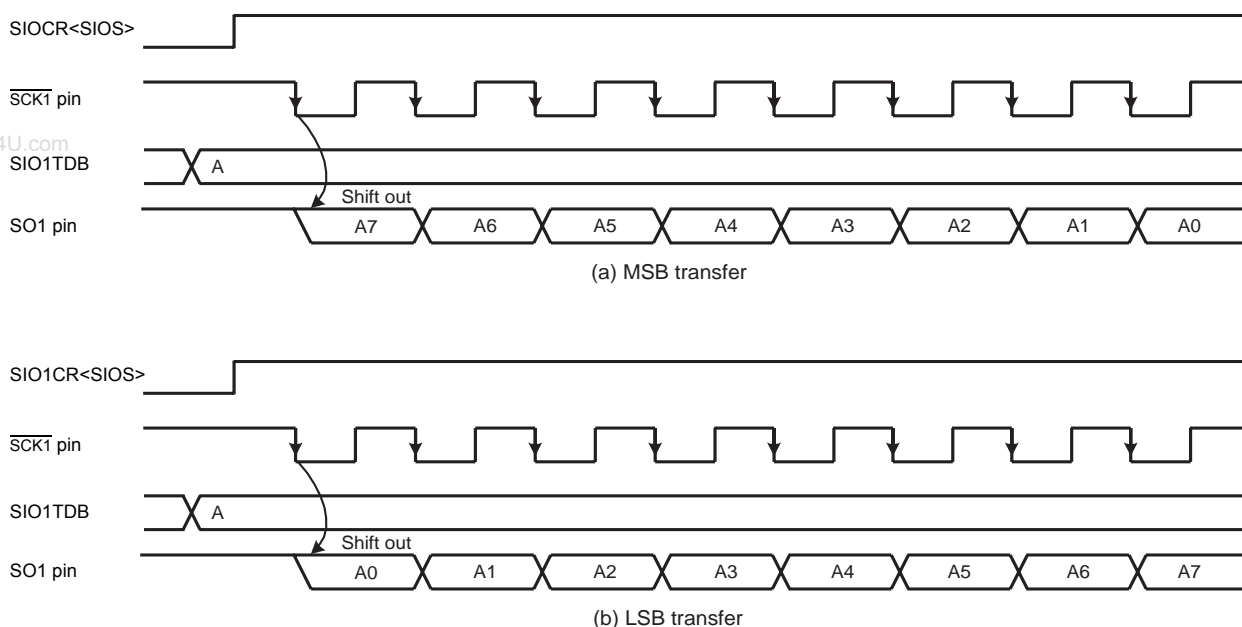 SIOCR<SIOS>
SCK1 pin
4U.com
SIO1TDB
A
Shift out
SO1 pin
A7 A6 A5 A4 A3 A2 A1 A0
(a) MSB transfer
SIO1CR<SIOS>
SCK1 pin
SIO1TDB
A
Shift out
SO1 pin
A0 A1 A2 A3 A4 A5 A6 A7
(b) LSB transfer